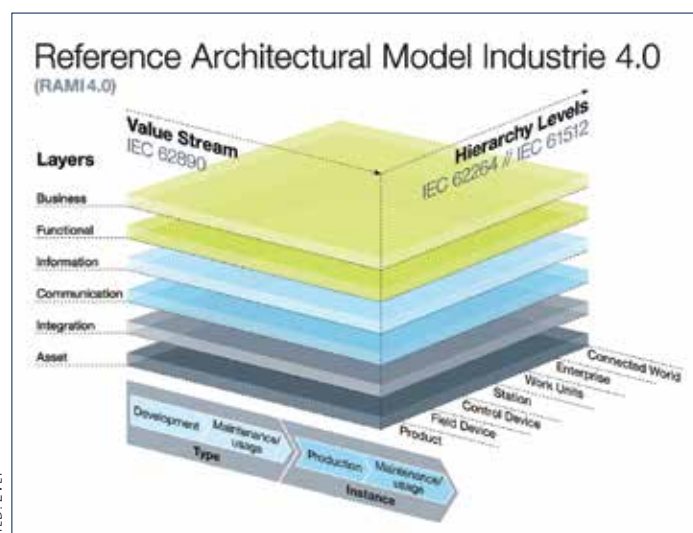 Reference Architectural Model Industrie 4.0
(RAMI 4.0)
Value Stream
IEC 62890
Hierarchy Levels
IEC 62264 // IEC 61512
Layers
Business
Functional
Information
Communication
Integration
Asset
Connected World
Enterprise
Work Units
Station
Control Device
Field Device
Product
Development
Maintenance/
usage
Type
Production
Maintenance/
usage
Instance